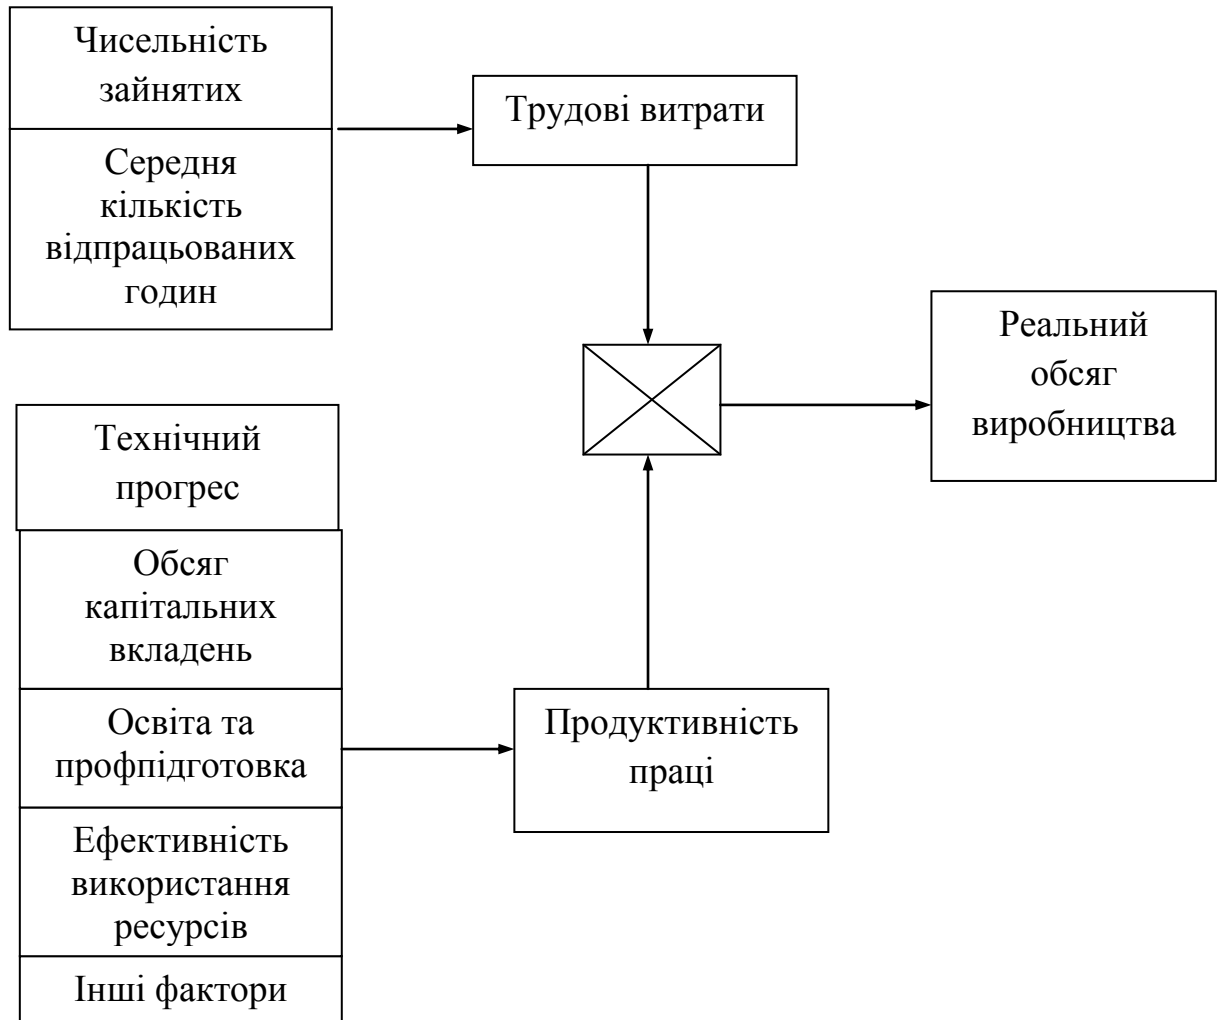 Чисельність
зайнятих
Середня
кількість
відпрацьованих
годин
Трудові витрати
Реальний
обсяг
виробництва
Технічний
прогрес
Обсяг
капітальних
вкладень
Освіта та
профпідготовка
Ефективність
використання
ресурсів
Інші фактори
Продуктивність
праці